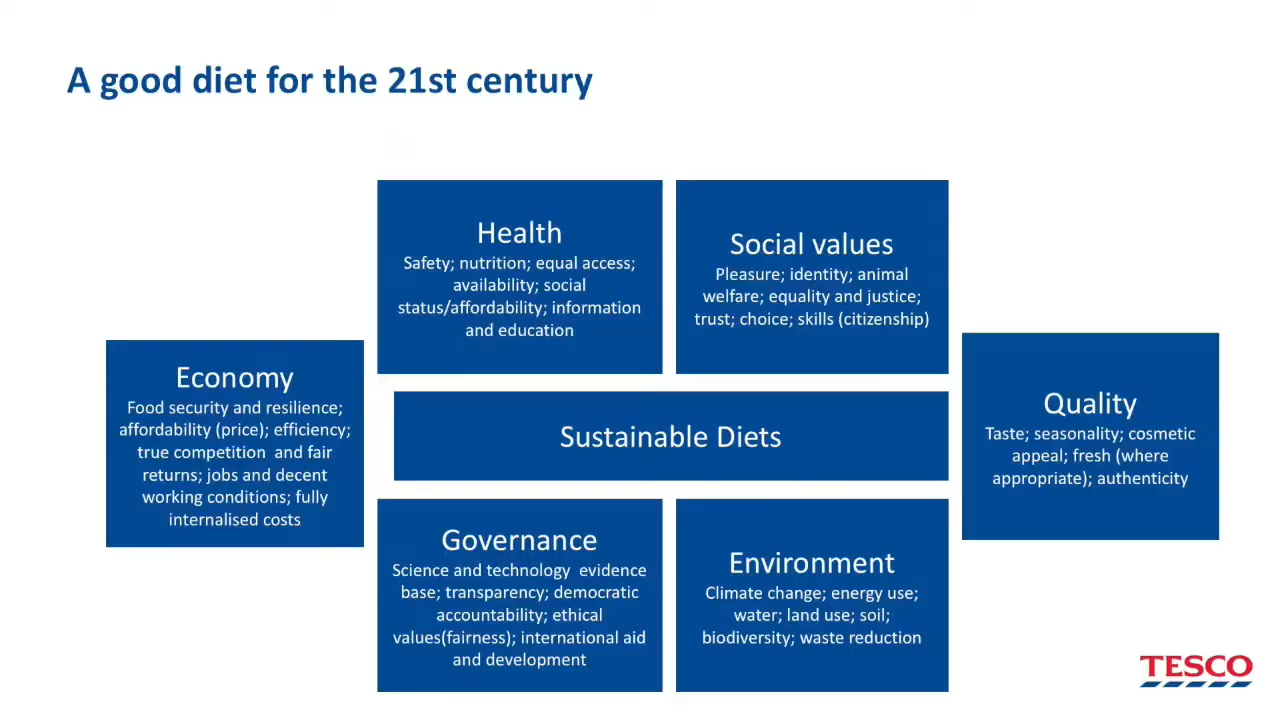 A good diet for the 21st century
Health
Safety; nutrition; equal access;
availability; social
status/affordability; information
and education
Social values
Pleasure; identity; animal
welfare; equality and justice;
trust; choice; skills (citizenship)
Economy
Food security and resilience;
affordability (price); efficiency;
true competition  and fair
returns; jobs and decent
working conditions; fully
internalised costs
Sustainable Diets
Quality
Taste; seasonality; cosmetic
appeal; fresh (where
appropriate); authenticity
Governance
Science and technology  evidence
base; transparency; democratic
accountability; ethical
values(fairness); international aid
and development
Environment
Climate change; energy use;
water; land use; soil;
biodiversity; waste reduction
TESCO